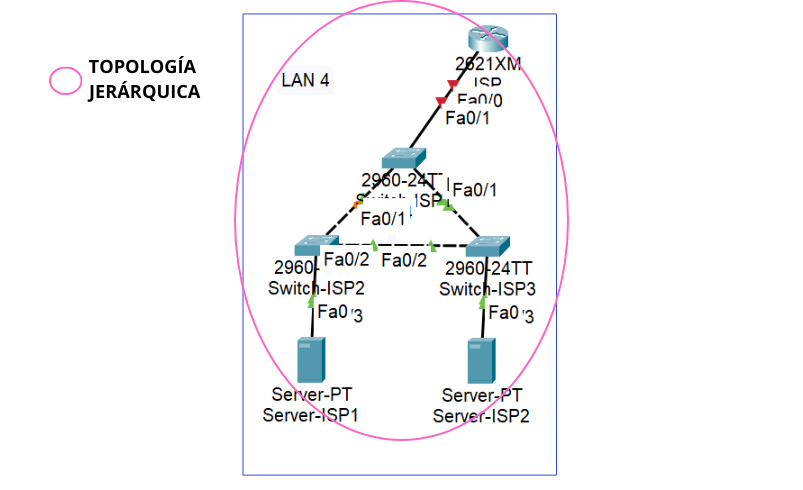 TOPOLOGÍA
JERÁRQUICA
LAN 4
2621XM
ISP
Fa0/0
Fa0/1
2960-24TT
Fa0/1
Fa0/1
Fa0/2
Fa0/2
2960-
Switch-ISP2
2960-24TT
Switch-ISP3
Fa0
/3
Fa0
/3
Server-PT
Server-ISP1
Server-PT
Server-ISP2